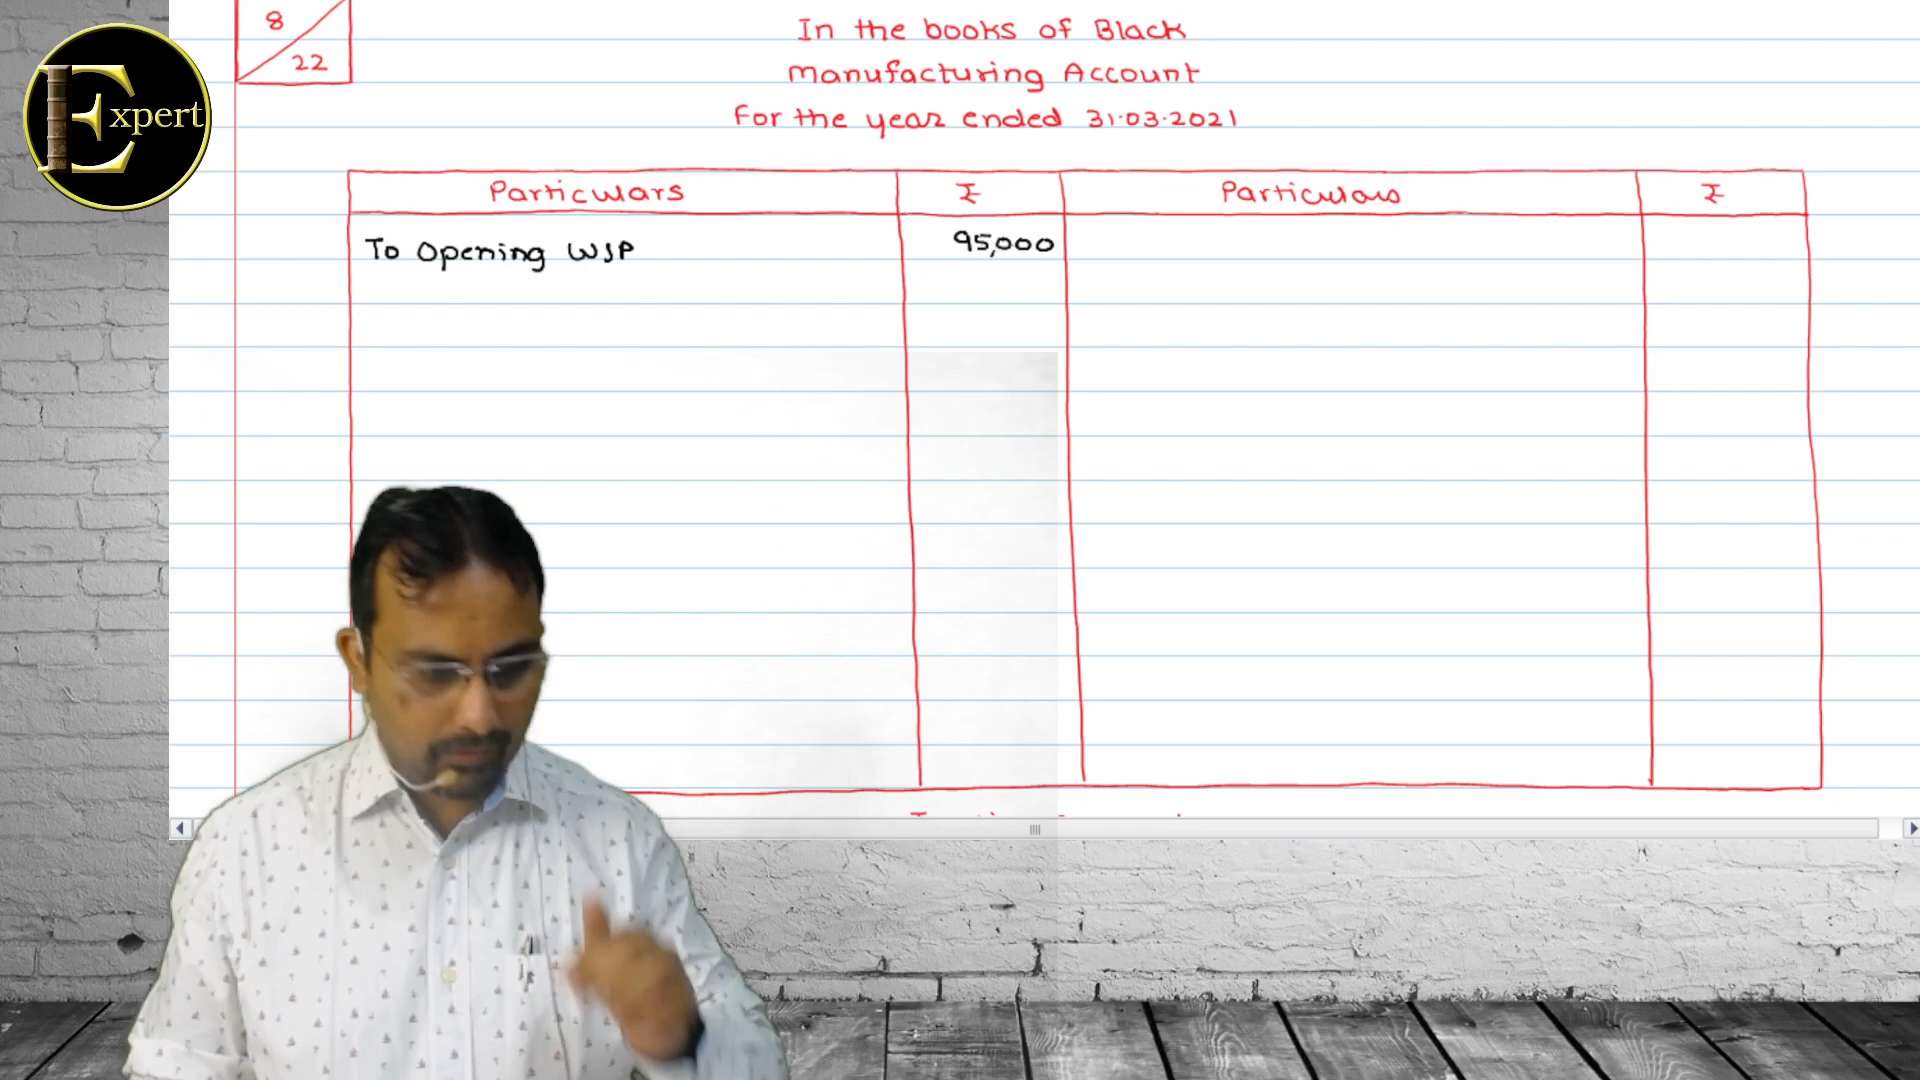 8
22
Expert
In the books of Black
Manufacturing Account
For the year ended 31.03.2021
Particulars ₹ Particulars ₹
To Opening WIP 95,000